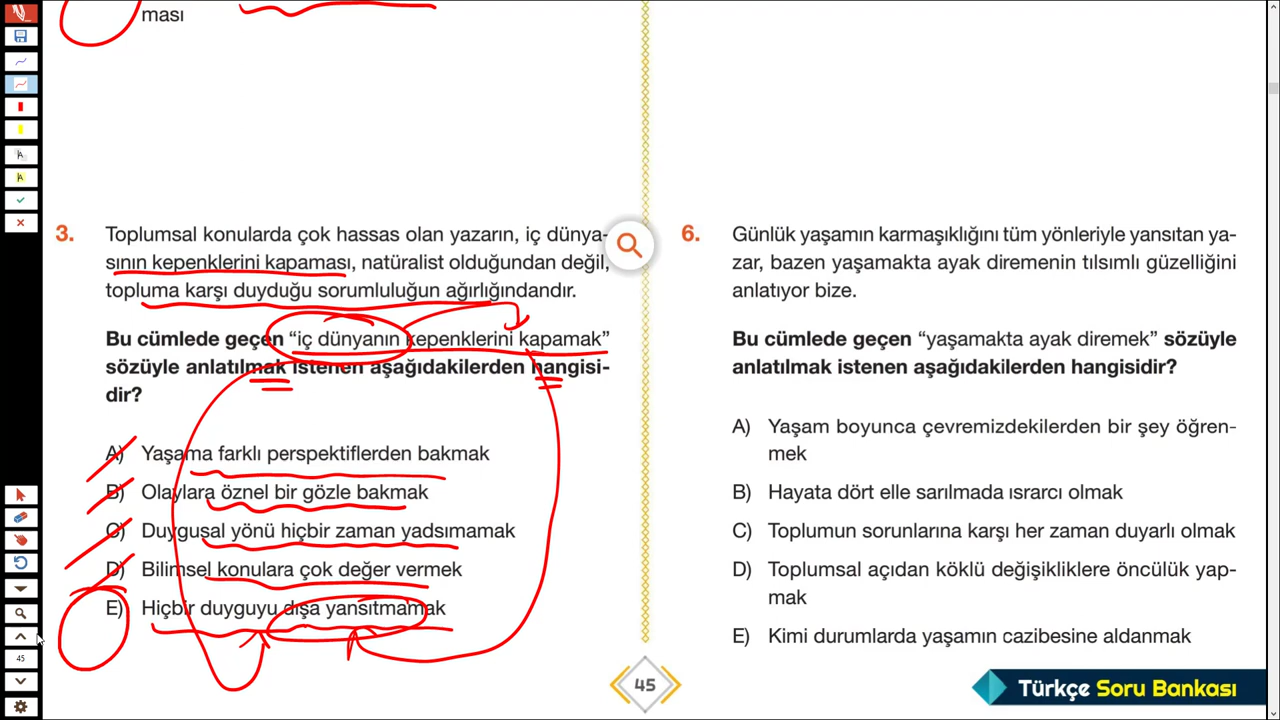 ması
3. Toplumsal konularda çok hassas olan yazarın, iç dünya-
sının kepenklerini kapaması, natüralist olduğundan değil,
topluma karşı duyduğu sorumluluğun ağırlığındandır.
Bu cümlede geçen “iç dünyanın kepenklerini kapamak”
sözüyle anlatılmak istenen aşağıdakilerden hangisi-
dir?
A) Yaşama farklı perspektiflerden bakmak
B) Olaylara öznel bir gözle bakmak
C) Duygusal yönü hiçbir zaman yadsımamak
D) Bilimsel konulara çok değer vermek
E) Hiçbir duyguyu dışa yansıtmamak
6. Günlük yaşamın karmaşıklığını tüm yönleriyle yansıtan ya-
zar, bazen yaşamakta ayak diremenin tılsımlı güzelliğini
anlatıyor bize.
Bu cümlede geçen “yaşamakta ayak diremek” sözüyle
anlatılmak istenen aşağıdakilerden hangisidir?
A) Yaşam boyunca çevremizdekilerden bir şey öğren-
mek
B) Hayata dört elle sarılmada ısrarcı olmak
C) Toplumun sorunlarına karşı her zaman duyarlı olmak
D) Toplumsal açıdan köklü değişikliklere öncülük yap-
mak
E) Kimi durumlarda yaşamın cazibesine aldanmak
45
Türkçe Soru Bankası
A
A
45